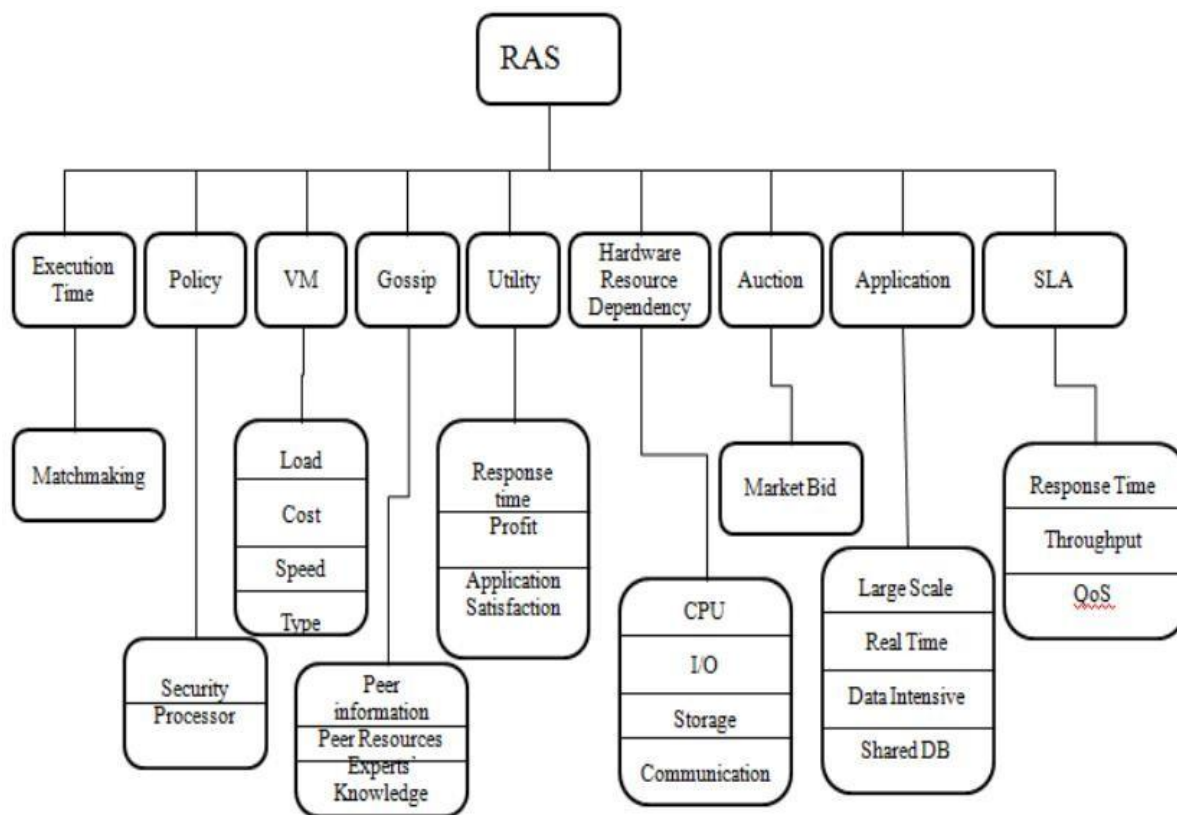 RAS
Execution
Time
Policy
VM
Gossip
Utility
Hardware
Resource
Dependency
Auction
Application
SLA
Matchmaking
Load
Cost
Speed
Type
Response
time
Profit
Application
Satisfaction
Market Bid
Response Time
Throughput
QoS
Security
Processor
Peer
information
Peer Resources
Experts'
Knowledge
CPU
I/O
Storage
Communication
Large Scale
Real Time
Data Intensive
Shared DB